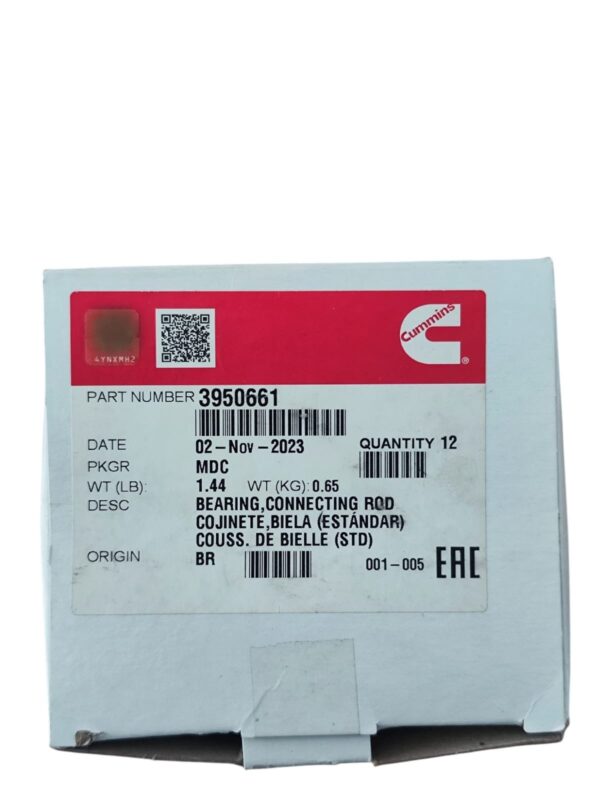 Cummins
®
4YNXMH2
PART NUMBER 3950661
DATE 02-Nov-2023 QUANTITY 12
PKGR MDC
WT (LB): 1.44 WT (KG): 0.65
DESC BEARING,CONNECTING ROD
COJINETE,BIELA (ESTÁNDAR)
COUSS. DE BIELLE (STD)
ORIGIN BR 001-005 EAC